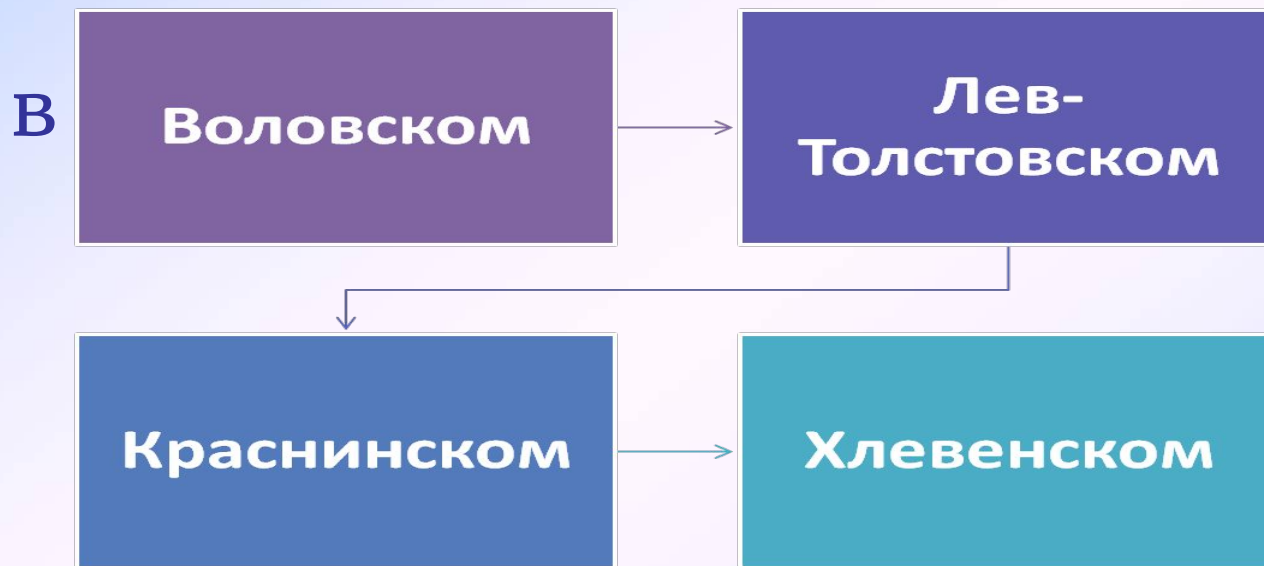 в
Воловском
Лев-
Толстовском
Краснинском
Хлевенском